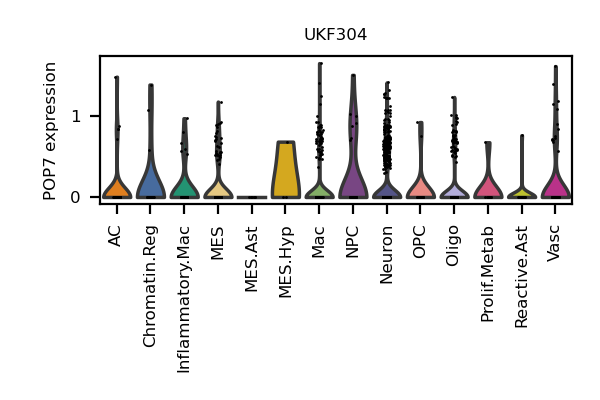 UKF304
POP7 expression
1
0
AC
Chromatin.Reg
Inflammatory.Mac
MES
MES.Ast
MES.Hyp
Mac
NPC
Neuron
OPC
Oligo
Prolif.Metab
Reactive.Ast
Vasc